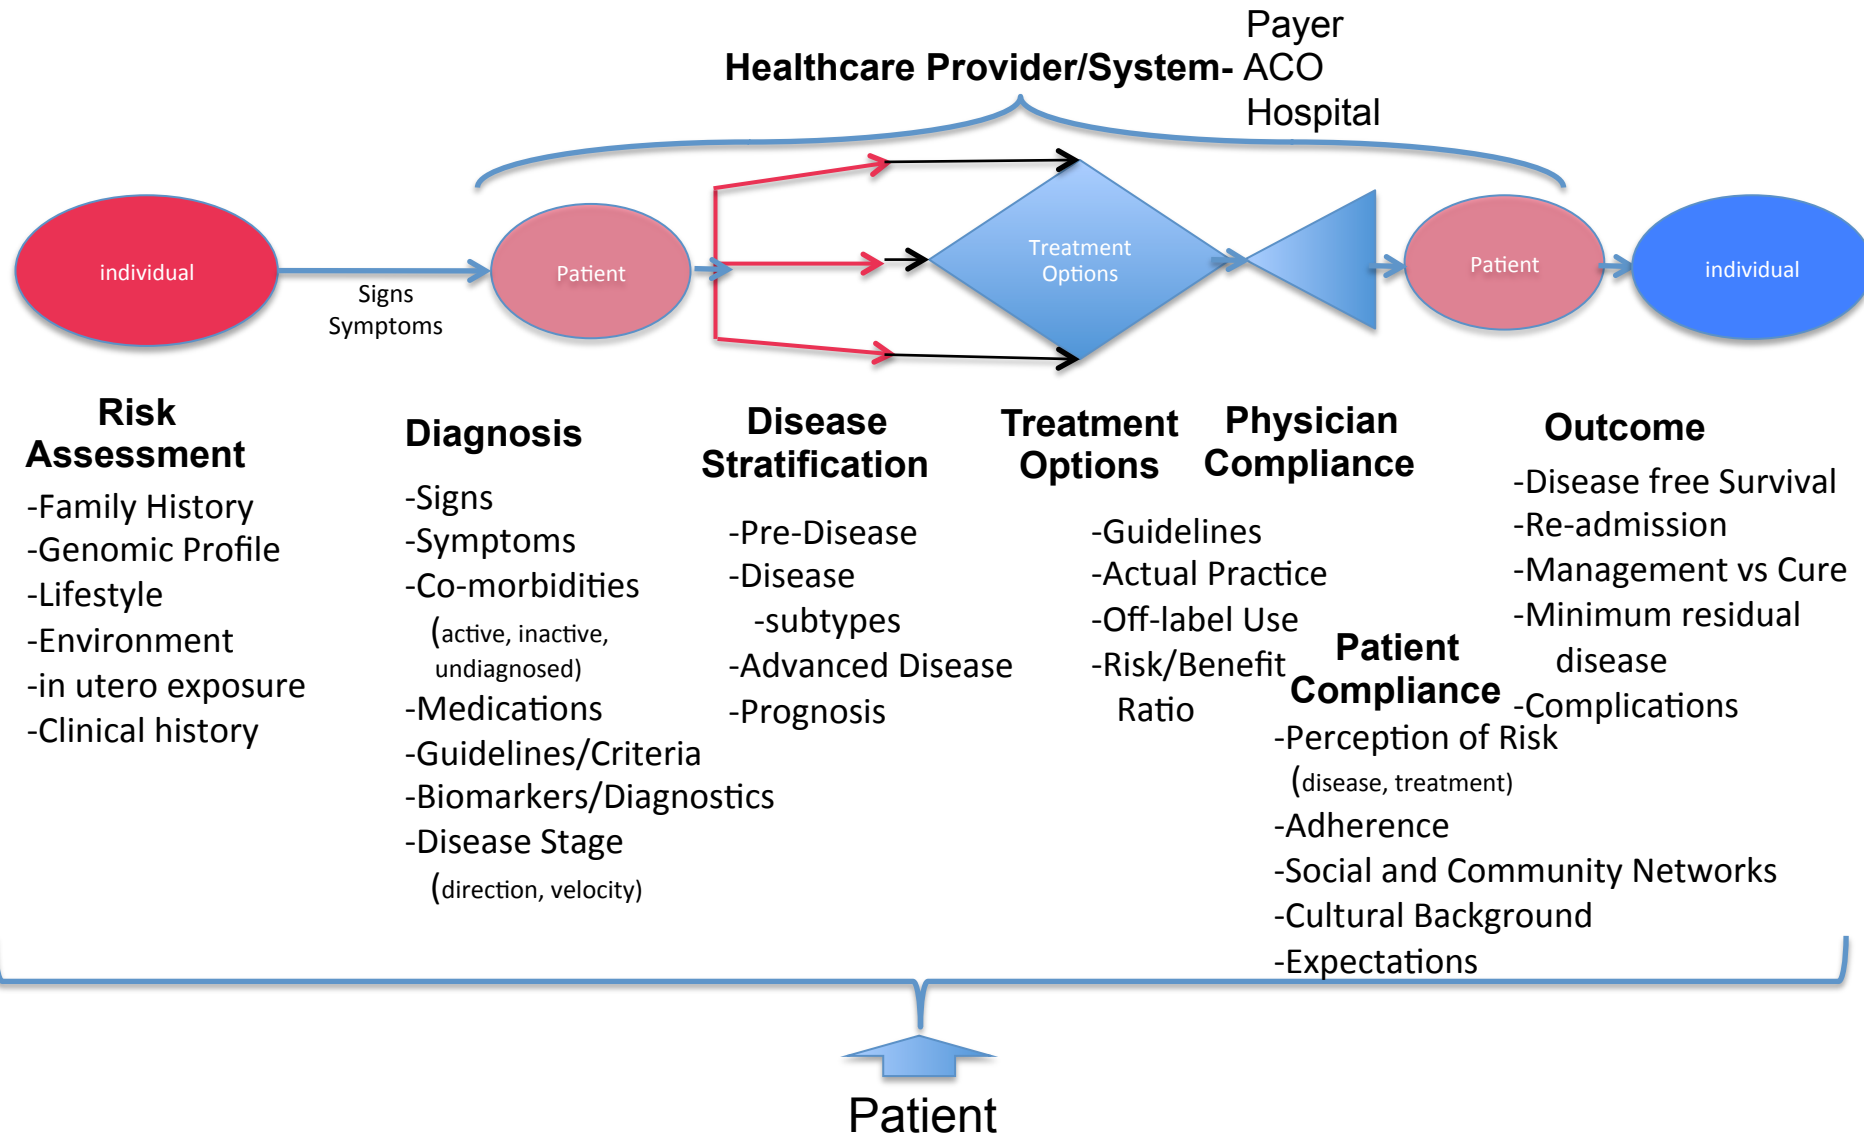 Payer
Healthcare Provider/System- ACO
Hospital
individual
Signs
Symptoms
Patient
Treatment
Options
Patient
individual
Risk
Assessment
-Family History
-Genomic Profile
-Lifestyle
-Environment
-in utero exposure
-Clinical history
Diagnosis
-Signs
-Symptoms
-Co-morbidities
(active, inactive,
undiagnosed)
-Medications
-Guidelines/Criteria
-Biomarkers/Diagnostics
-Disease Stage
(direction, velocity)
Disease
Stratification
-Pre-Disease
-Disease
-subtypes
-Advanced Disease
-Prognosis
Treatment
Options
Physician
Compliance
-Guidelines
-Actual Practice
-Off-label Use
-Risk/Benefit
Ratio
Patient
Compliance
-Perception of Risk
(disease, treatment)
-Adherence
-Social and Community Networks
-Cultural Background
-Expectations
Outcome
-Disease free Survival
-Re-admission
-Management vs Cure
-Minimum residual
disease
-Complications
Patient